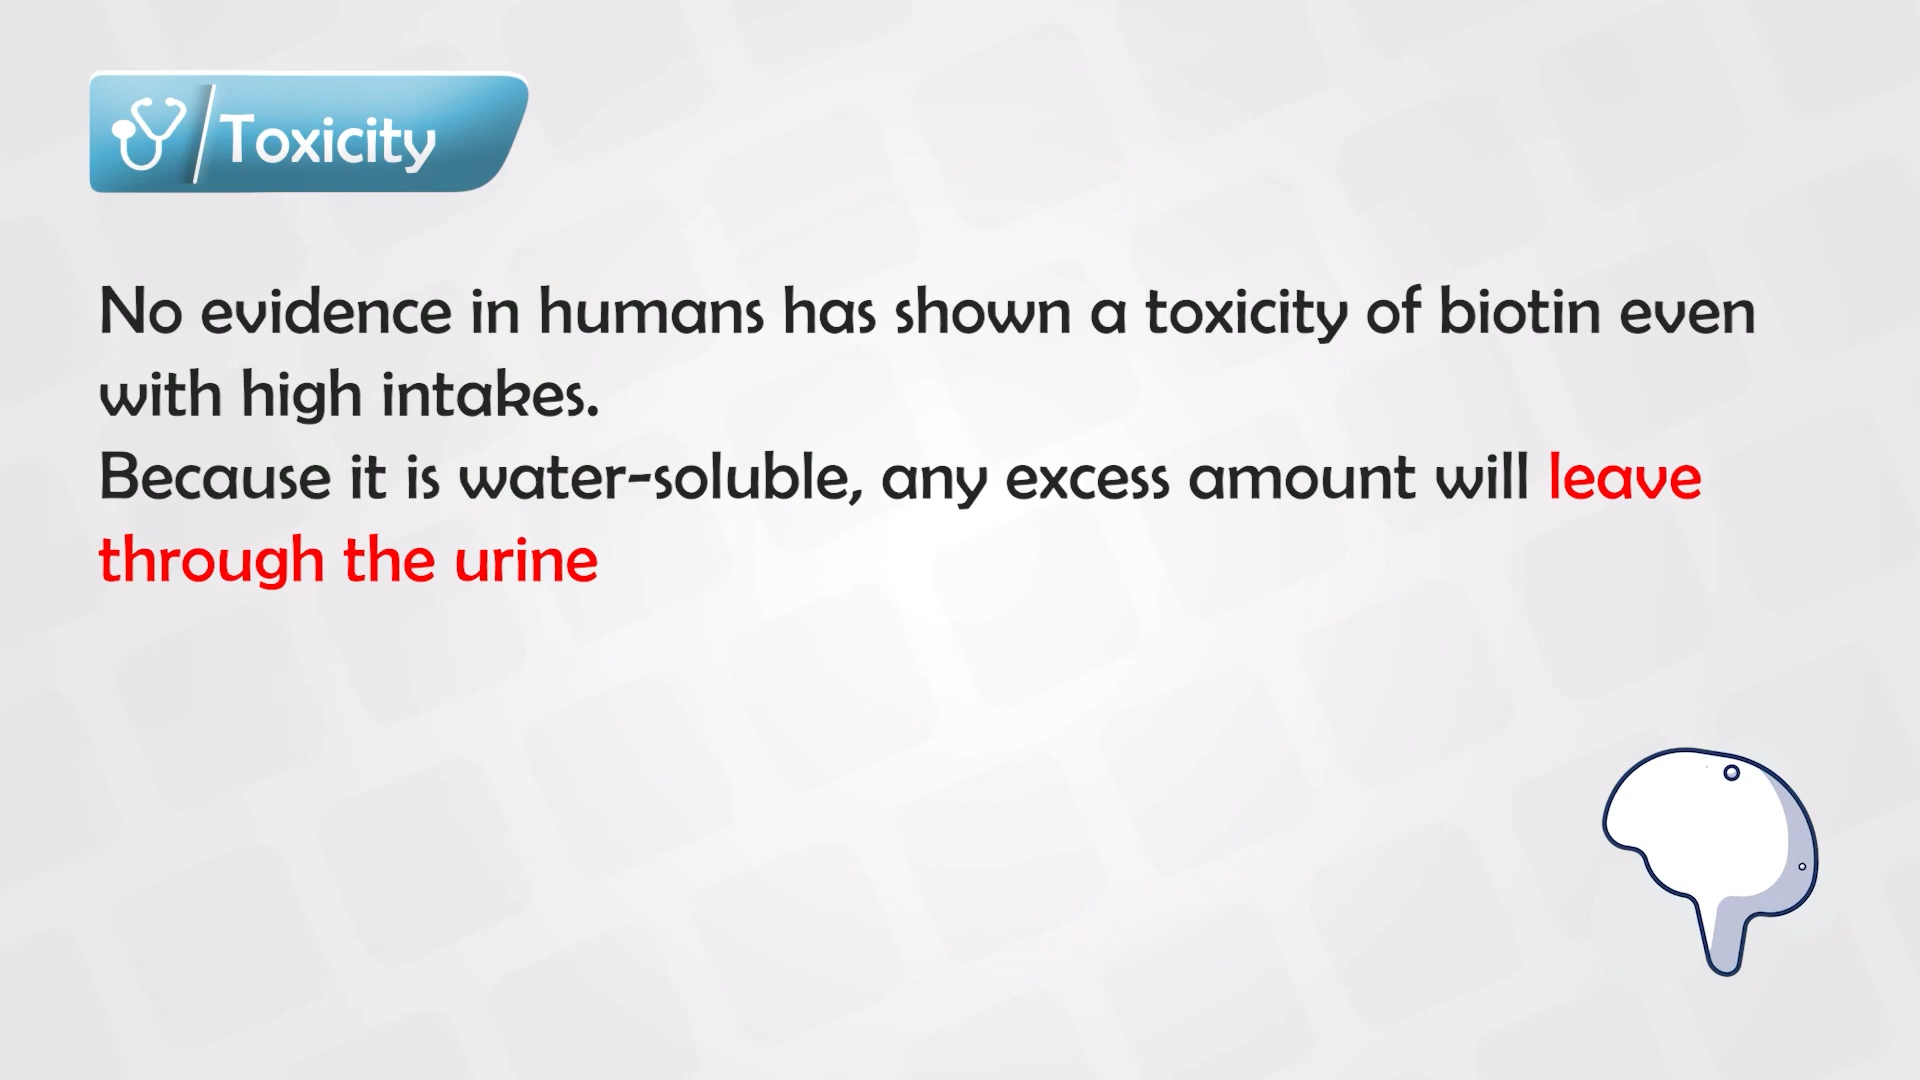 Toxicity
No evidence in humans has shown a toxicity of biotin even
with high intakes.
Because it is water-soluble, any excess amount will leave
through the urine